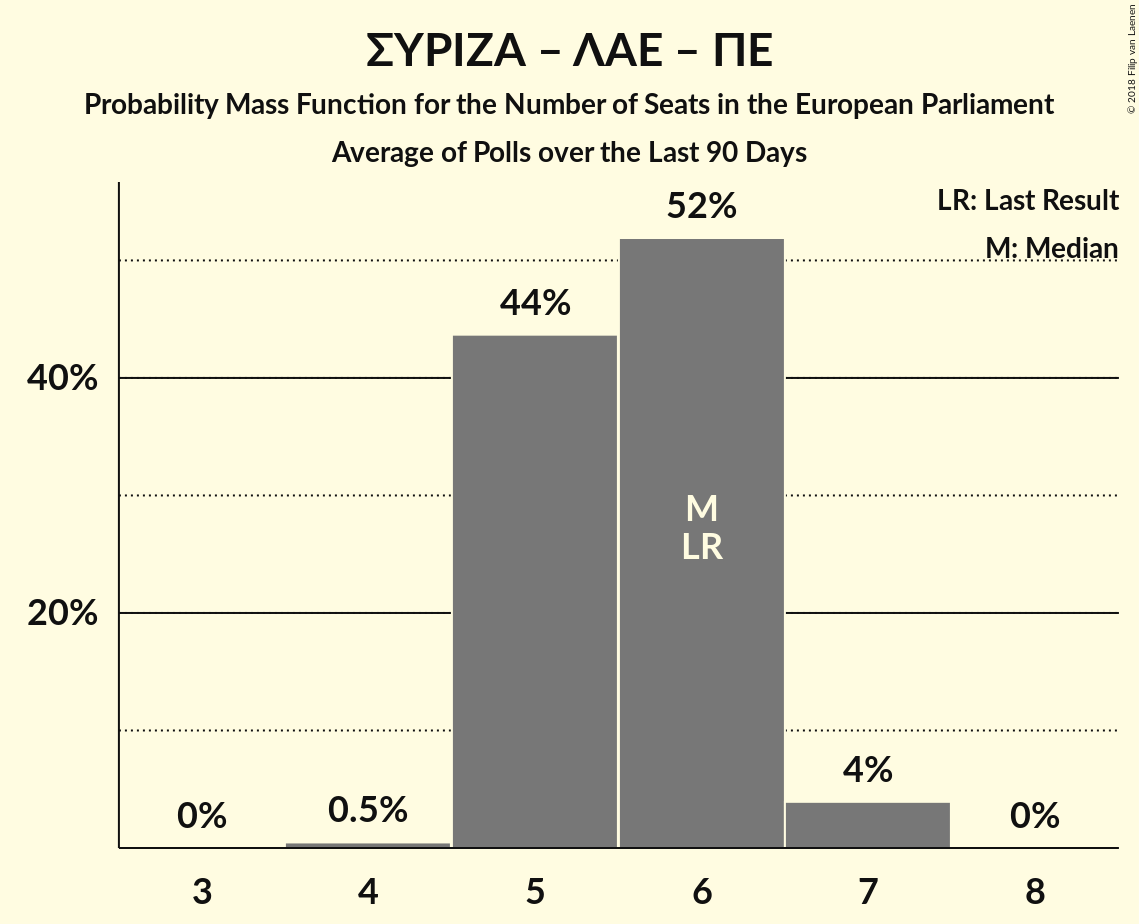 ΣΥΡΙΖΑ – ΛΑΕ – ΠΕ
Probability Mass Function for the Number of Seats in the European Parliament
Average of Polls over the Last 90 Days
© 2018 Filip van Laenen
LR: Last Result
M: Median
52%
44%
40%
M
LR
20%
4%
0%
0.5%
0%
3
4
5
6
7
8